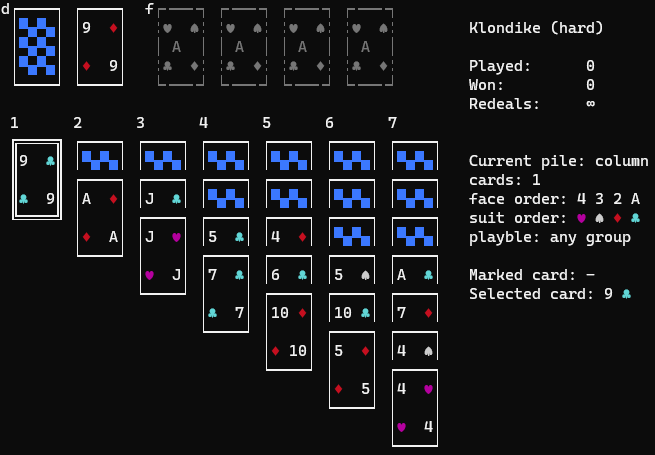 d 9 ♦ f ♥ ♠ ♥ ♠ ♥ ♠ ♥ ♠
A A A A
♦ 9 ♣ ♦ ♣ ♦ ♣ ♦ ♣ ♦
1 2 3 4 5 6 7
9 ♣
A ♦ J ♣
♣ 9
J ♥ 5 ♣ 4 ♦
♦ A
7 ♣ 6 ♣ 5 ♠ A ♣
♥ J
10 ♦ 10 ♣ 7 ♦
♣ 7
5 ♦ 4 ♠
♦ 10
4 ♥
♦ 5
♥ 4
Klondike (hard)
Played: 0
Won: 0
Redeals: ∞
Current pile: column
cards: 1
face order: 4 3 2 A
suit order: ♥ ♠ ♦ ♣
playble: any group
Marked card: –
Selected card: 9 ♣